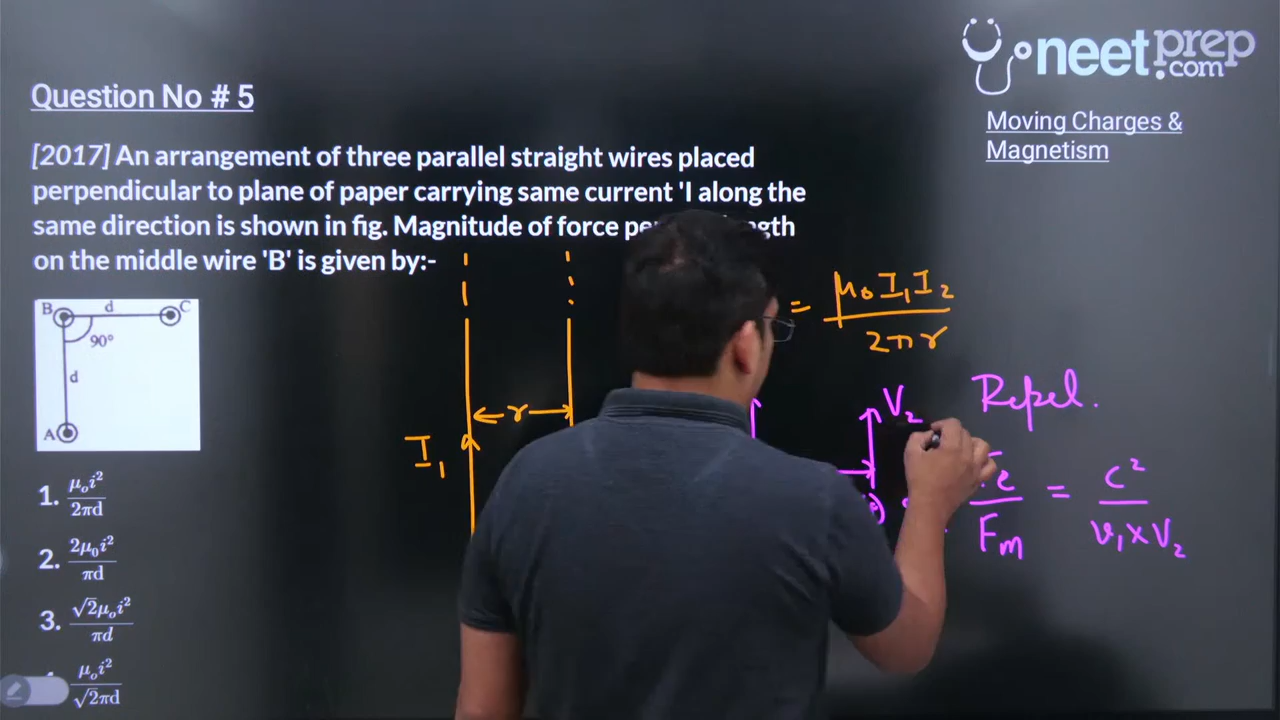 neetprep
.com
Question No # 5
Moving Charges &
Magnetism
[2017] An arrangement of three parallel straight wires placed
perpendicular to plane of paper carrying same current 'I along the
same direction is shown in fig. Magnitude of force
on the middle wire 'B' is given by:-
B d C
90°
d
A
1. μ₀i²/2πd
2. 2μ₀i²/πd
3. √2μ₀i²/πd
μ₀i²/√2πd
I₁
r
= μ₀I₁I₂/2πr
V₂
Repel.
Fe/Fm = c²/v₁×V₂